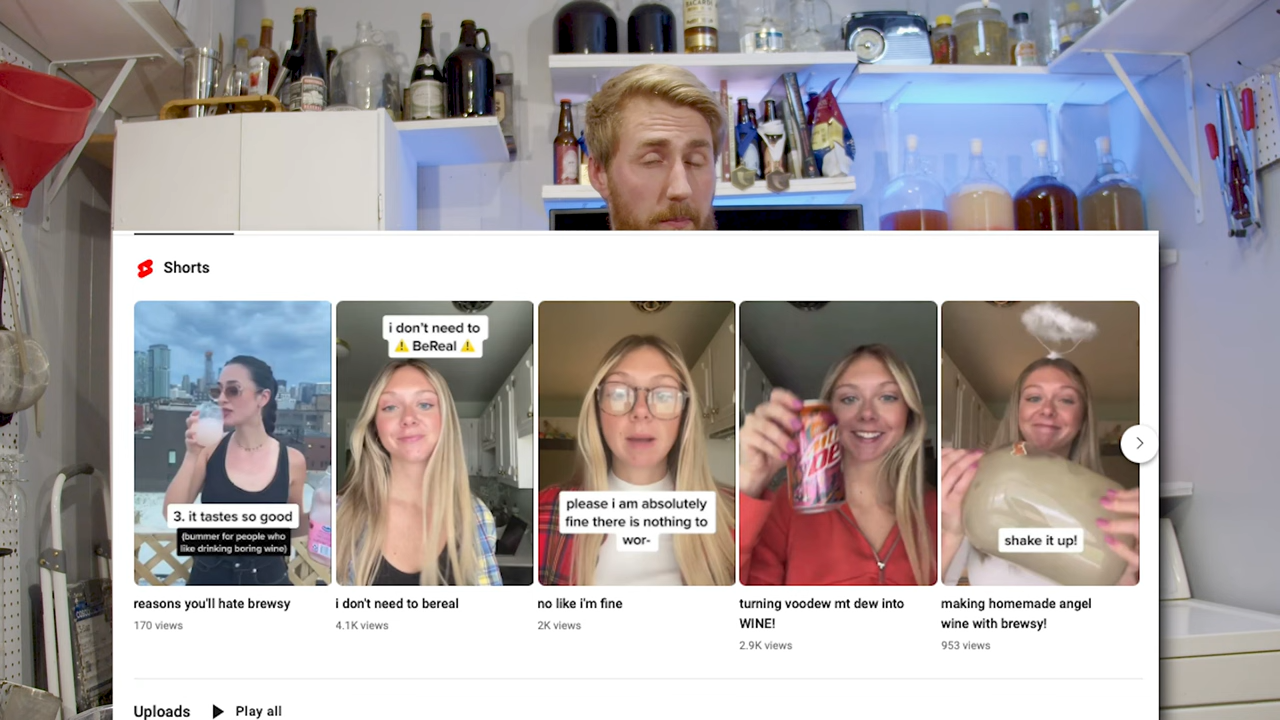 BACARDI
Shorts
3. it tastes so good
(bummer for people who
like drinking boring wine)
i don't need to
⚠️ BeReal ⚠️
please i am absolutely
fine there is nothing to
wor-
shake it up!
reasons you'll hate brewsy
170 views
i don't need to bereal
4.1K views
no like i'm fine
2K views
turning voodew mt dew into
WINE!
2.9K views
making homemade angel
wine with brewsy!
953 views
Uploads
Play all